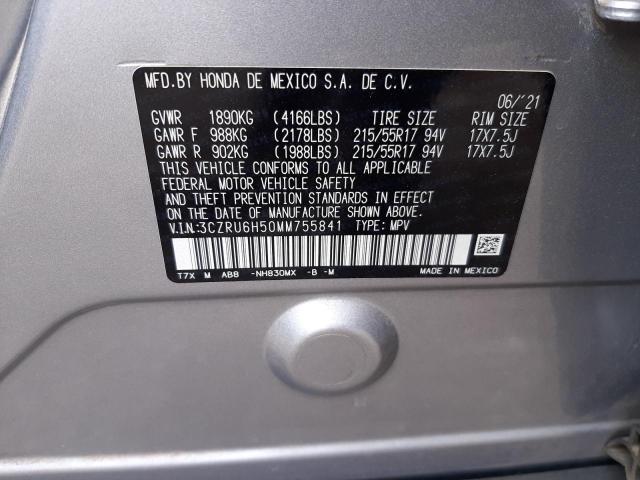 MFD.BY HONDA DE MEXICO S.A. DE C.V.
06/'21
GVWR 1890KG (4166LBS) TIRE SIZE RIM SIZE
GAWR F 988KG (2178LBS) 215/55R17 94V 17X7.5J
GAWR R 902KG (1988LBS) 215/55R17 94V 17X7.5J
THIS VEHICLE CONFORMS TO ALL APPLICABLE
FEDERAL MOTOR VEHICLE SAFETY
AND THEFT PREVENTION STANDARDS IN EFFECT
ON THE DATE OF MANUFACTURE SHOWN ABOVE.
V.I.N:3CZRU6H50MM755841 TYPE: MPV
T7X M AB8 -NH830MX -B -M MADE IN MEXICO